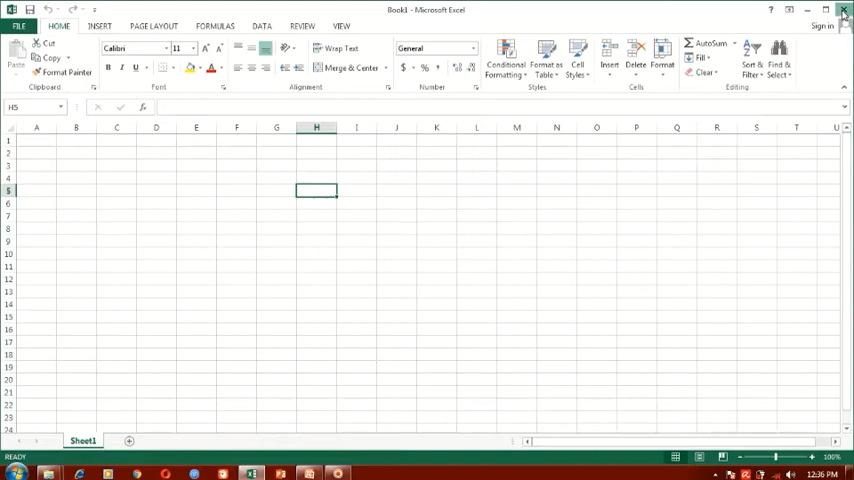 Book1 - Microsoft Excel
FILE HOME INSERT PAGE LAYOUT FORMULAS DATA REVIEW VIEW Sign in
Paste
Cut
Copy
Format Painter
Clipboard
Calibri 11
B I U
Font
Wrap Text
Merge & Center
Alignment
General
$ % ,
Number
Conditional Formatting
Format as Table
Cell Styles
Styles
Insert Delete Format
Cells
AutoSum
Fill
Clear
Sort & Filter
Find & Select
Editing
H5
A B C D E F G H I J K L M N O P Q R S T U
1
2
3
4
5
6
7
8
9
10
11
12
13
14
15
16
17
18
19
20
21
22
23
24
Sheet1
READY 100%
12:36 PM